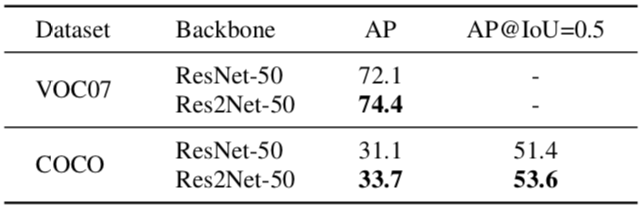 Dataset Backbone AP AP@IoU=0.5
VOC07 ResNet-50 72.1 -
Res2Net-50 74.4 -
COCO ResNet-50 31.1 51.4
Res2Net-50 33.7 53.6